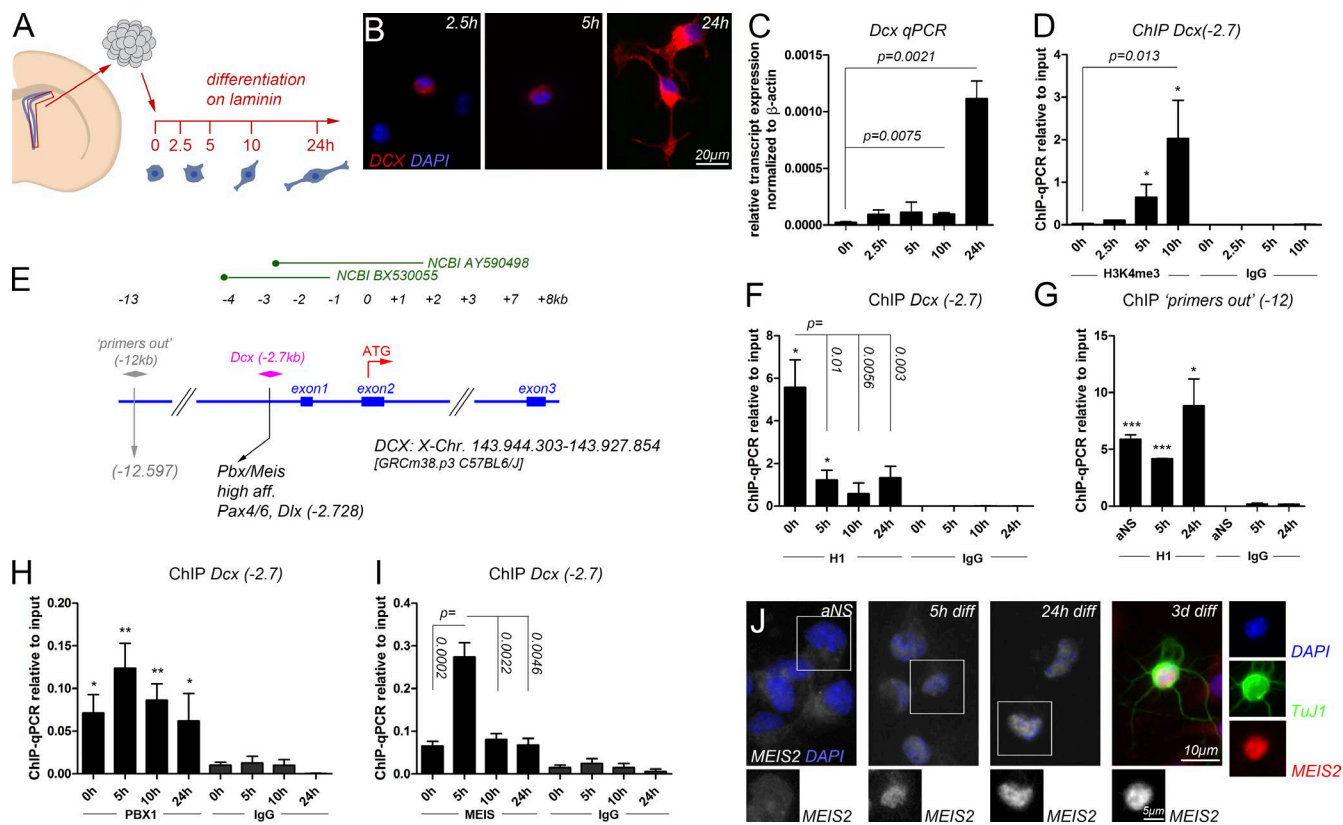 A
differentiation
on laminin
0 2.5 5 10 24h
B
2.5h
5h
24h
DCX DAPI
20μm
C
Dcx qPCR
relative transcript expression
normalized to β-actin
0.0015
0.0010
0.0005
0.0000
p=0.0021
p=0.0075
0h 2.5h 5h 10h 24h
D
ChIP Dcx(-2.7)
ChIP-qPCR relative to input
4
3
2
1
0
p=0.013
*
*
0h 2.5h 5h 10h 0h 2.5h 5h 10h
H3K4me3 IgG
E
NCBI AY590498
NCBI BX530055
-13 -4 -3 -2 -1 0 +1 +2 +3 +7 +8kb
'primers out'
(-12kb)
Dcx (-2.7kb)
ATG
exon1 exon2 exon3
(-12.597)
Pbx/Meis
high aff.
Pax4/6, Dlx (-2.728)
DCX: X-Chr. 143.944.303-143.927.854
[GRCm38.p3 C57BL6/J]
F
ChIP Dcx (-2.7)
ChIP-qPCR relative to input
8
6
4
2
0
p=
0.01
0.0056
0.003
*
*
0h 5h 10h 24h 0h 5h 10h 24h
H1 IgG
G
ChIP 'primers out' (-12)
ChIP-qPCR relative to input
15
10
5
0
***
***
*
aNS 5h 24h aNS 5h 24h
H1 IgG
H
ChIP Dcx (-2.7)
ChIP-qPCR relative to input
0.20
0.15
0.10
0.05
0.00
*
**
**
*
0h 5h 10h 24h 0h 5h 10h 24h
PBX1 IgG
I
ChIP Dcx (-2.7)
ChIP-qPCR relative to input
0.4
0.3
0.2
0.1
0.0
p=
0.0002
0.0022
0.0046
0h 5h 10h 24h 0h 5h 10h 24h
MEIS IgG
J
aNS
5h diff
24h diff
3d diff
MEIS2 DAPI
10μm
DAPI
TuJ1
MEIS2
MEIS2
MEIS2
MEIS2
5μm
MEIS2